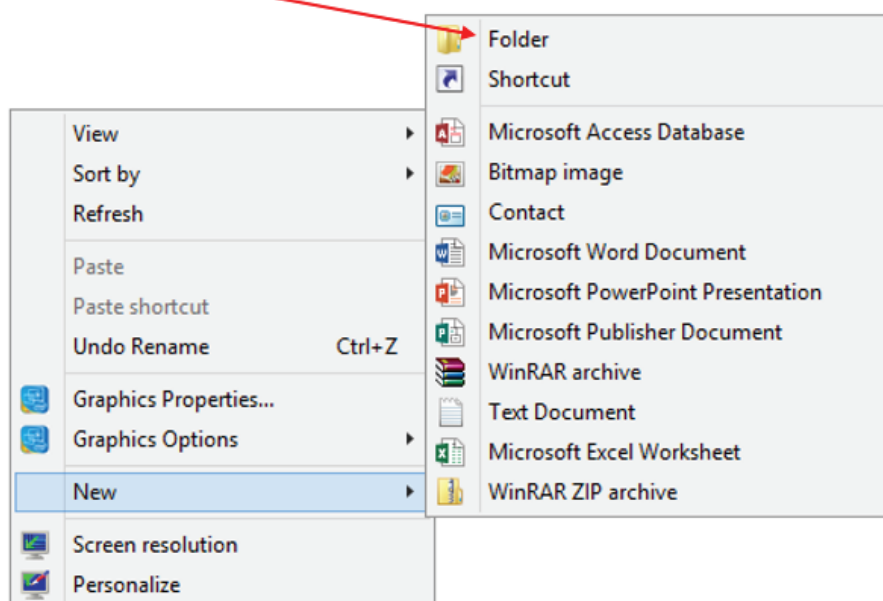 View
Sort by
Refresh
Paste
Paste shortcut
Undo Rename Ctrl+Z
Graphics Properties...
Graphics Options
New
Screen resolution
Personalize
Folder
Shortcut
Microsoft Access Database
Bitmap image
Contact
Microsoft Word Document
Microsoft PowerPoint Presentation
Microsoft Publisher Document
WinRAR archive
Text Document
Microsoft Excel Worksheet
WinRAR ZIP archive